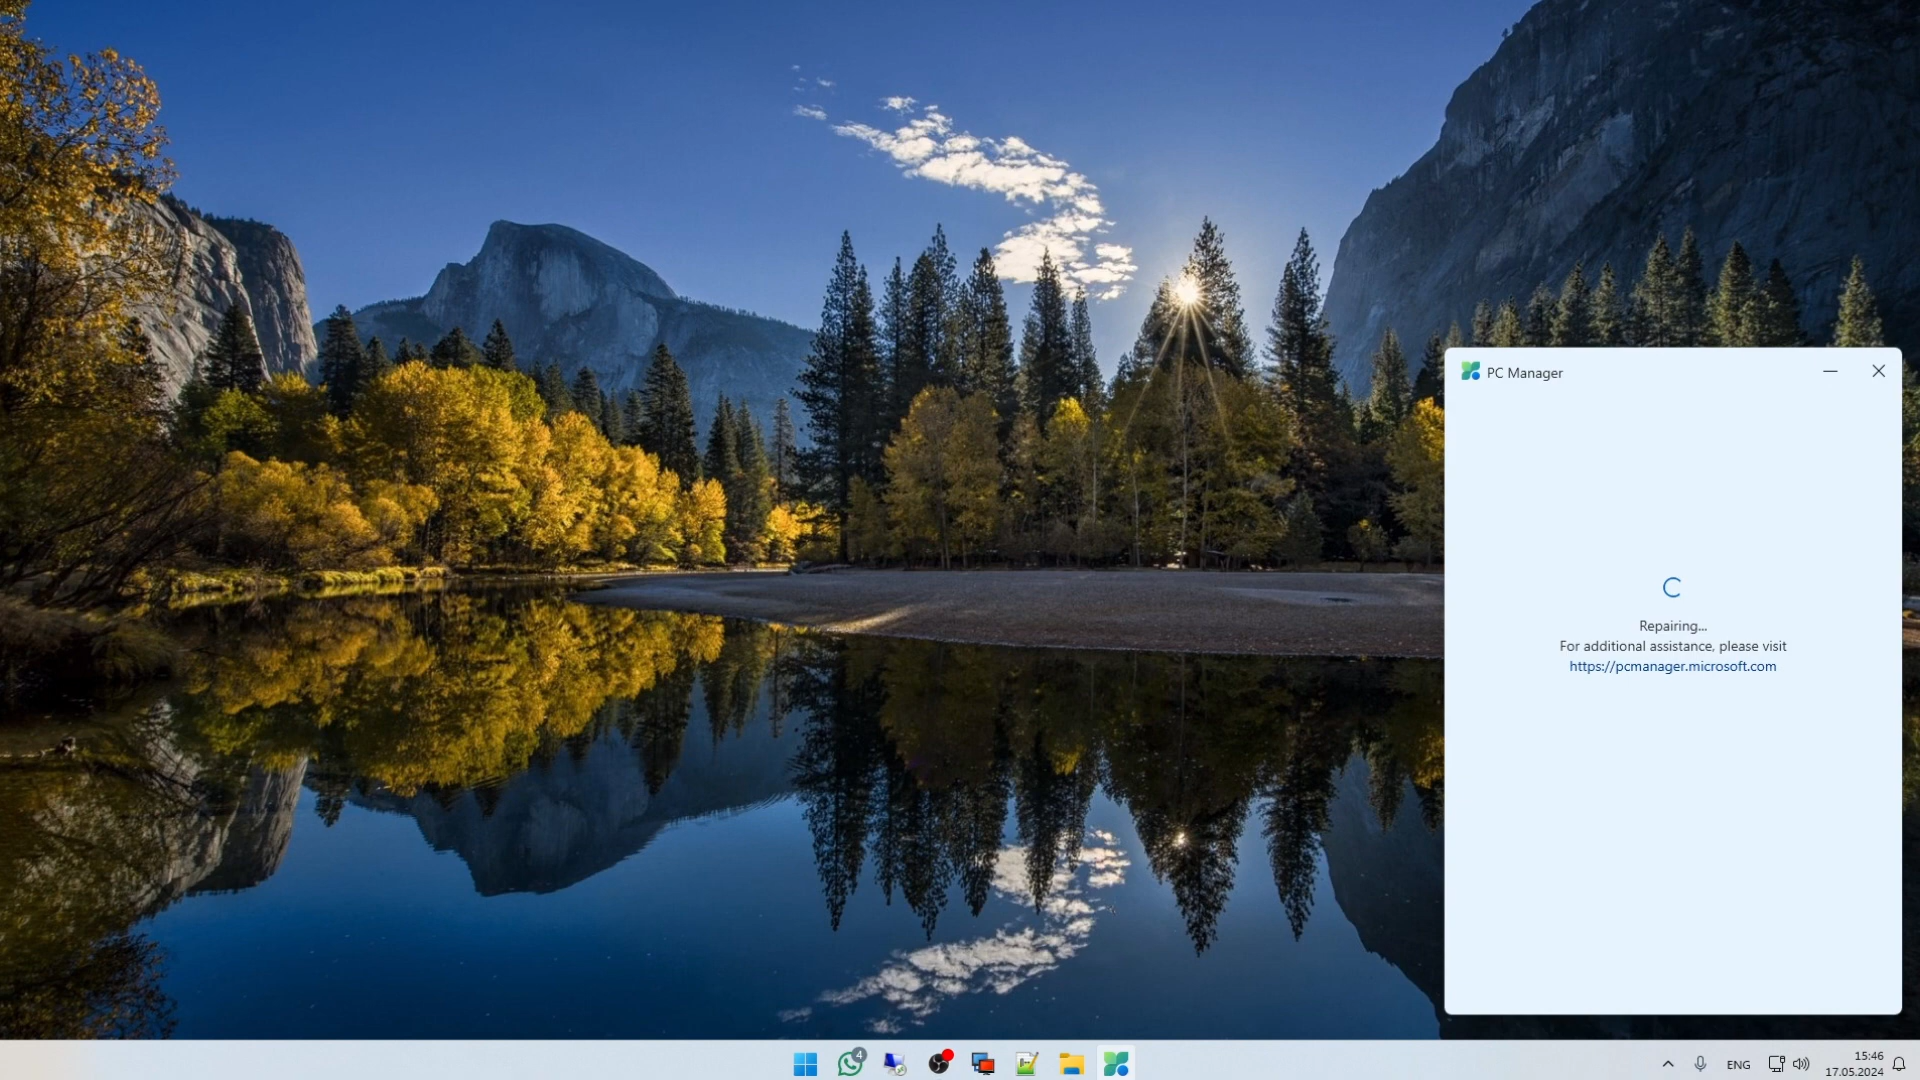 PC Manager
Repairing...
For additional assistance, please visit
https://pcmanager.microsoft.com
4
ENG
15:46
17.05.2024